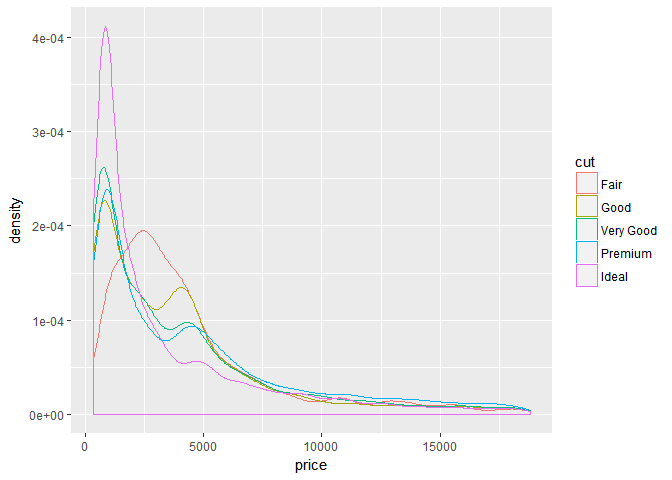 4e-04
3e-04
2e-04
1e-04
0e+00
density
0
5000
10000
15000
price
cut
Fair
Good
Very Good
Premium
Ideal